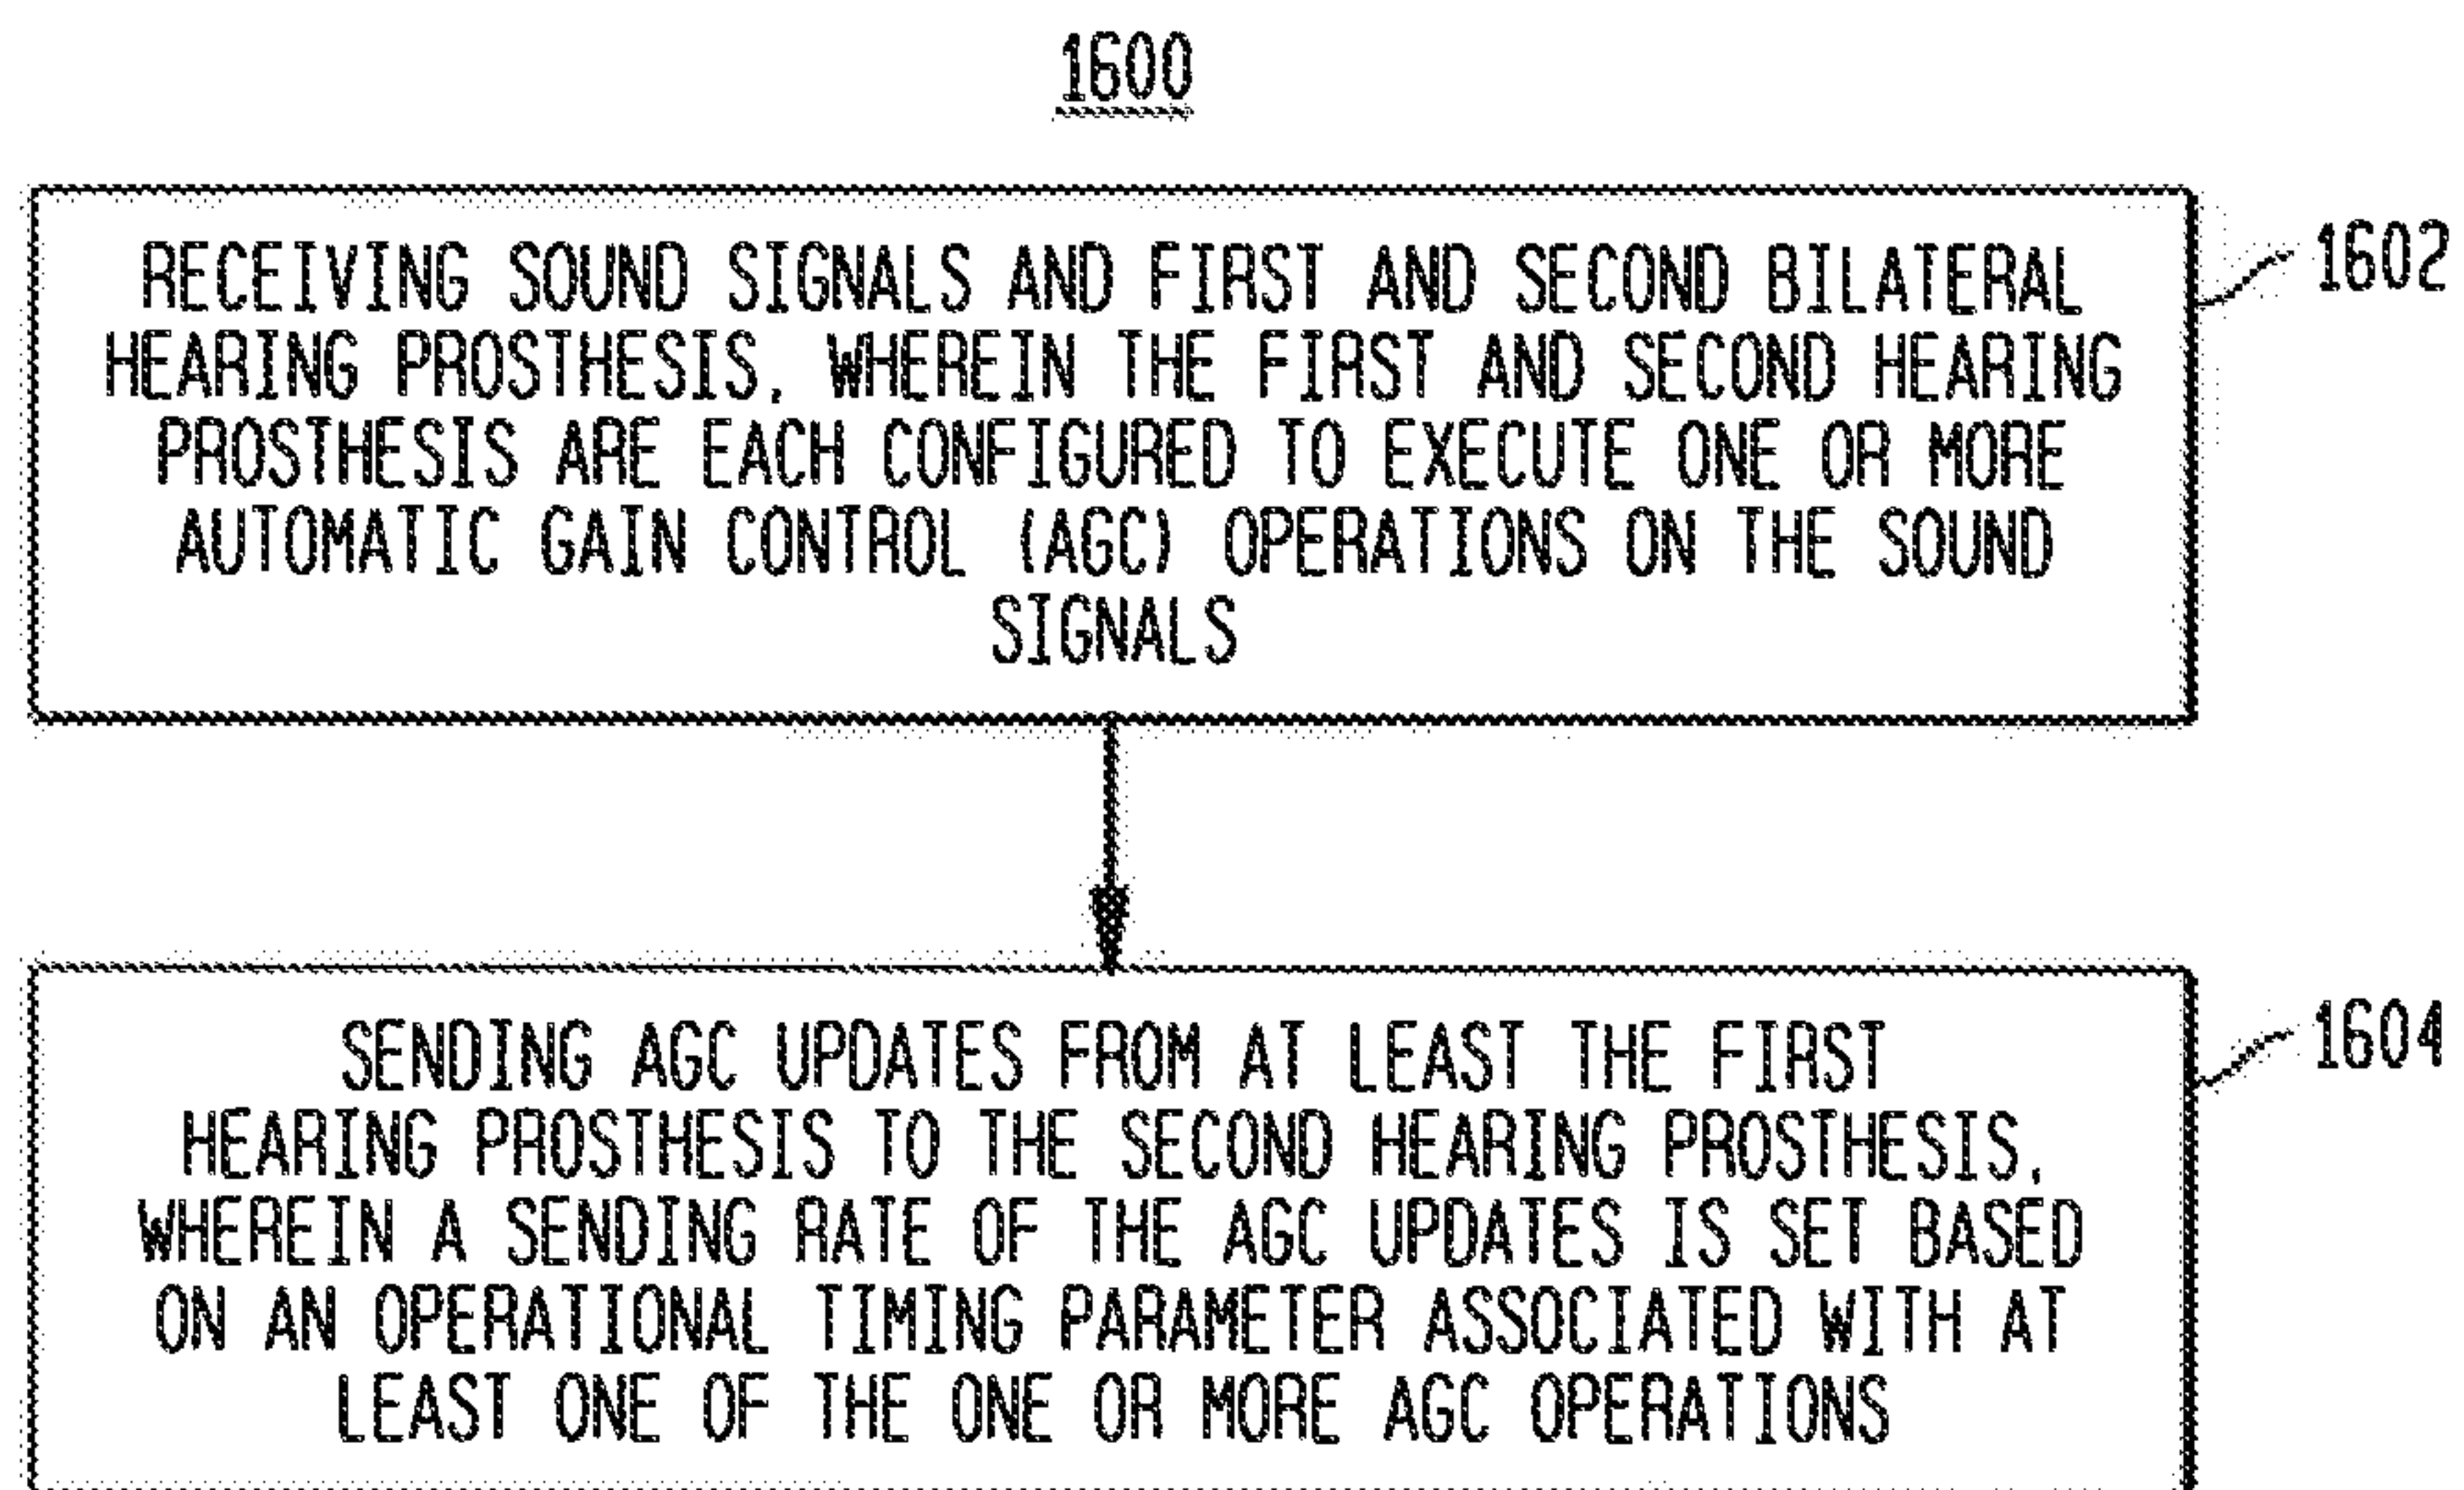 1600
RECEIVING SOUND SIGNALS AND FIRST AND SECOND BILATERAL
HEARING PROSTHESIS, WHEREIN THE FIRST AND SECOND HEARING
PROSTHESIS ARE EACH CONFIGURED TO EXECUTE ONE OR MORE
AUTOMATIC GAIN CONTROL (AGC) OPERATIONS ON THE SOUND
SIGNALS
1602
SENDING AGC UPDATES FROM AT LEAST THE FIRST
HEARING PROSTHESIS TO THE SECOND HEARING PROSTHESIS,
WHEREIN A SENDING RATE OF THE AGC UPDATES IS SET BASED
ON AN OPERATIONAL TIMING PARAMETER ASSOCIATED WITH AT
LEAST ONE OF THE ONE OR MORE AGC OPERATIONS
1604